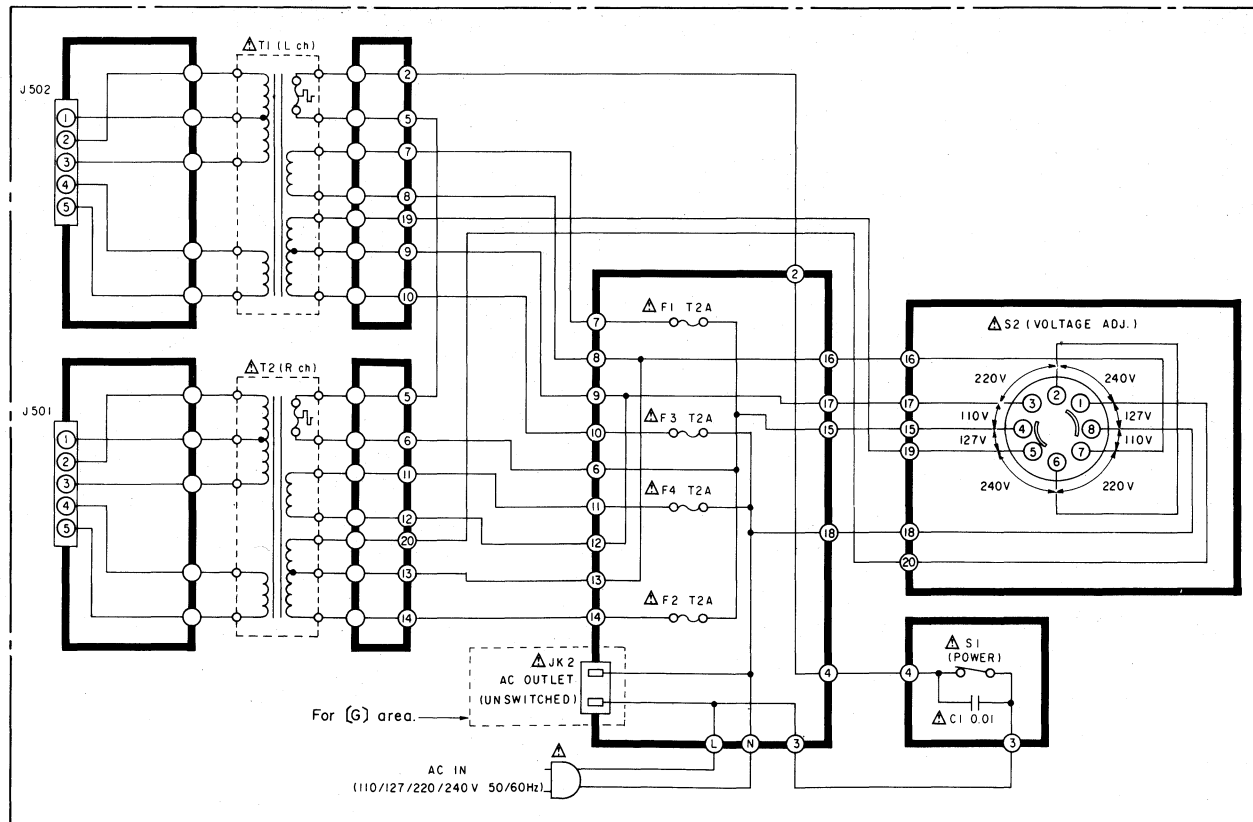 ⚠ T1 (L ch)
J502
1
2
3
4
5
2
5
7
8
19
9
10
⚠ T2 (R ch)
J501
1
2
3
4
5
5
6
11
12
20
13
14
2
7
8
9
10
6
11
12
13
14
⚠ F1 T2A
⚠ F3 T2A
⚠ F4 T2A
⚠ F2 T2A
16
17
15
18
4
⚠ JK2
AC OUTLET
(UNSWITCHED)
For [G] area.
L
N
3
⚠
AC IN
(110/127/220/240V 50/60Hz)
⚠ S2 (VOLTAGE ADJ.)
16
17
15
19
18
20
220V
240V
110V
127V
127V
110V
240V
220V
2
3
1
4
8
5
7
6
⚠ S1
(POWER)
4
⚠ C1 0.01
3